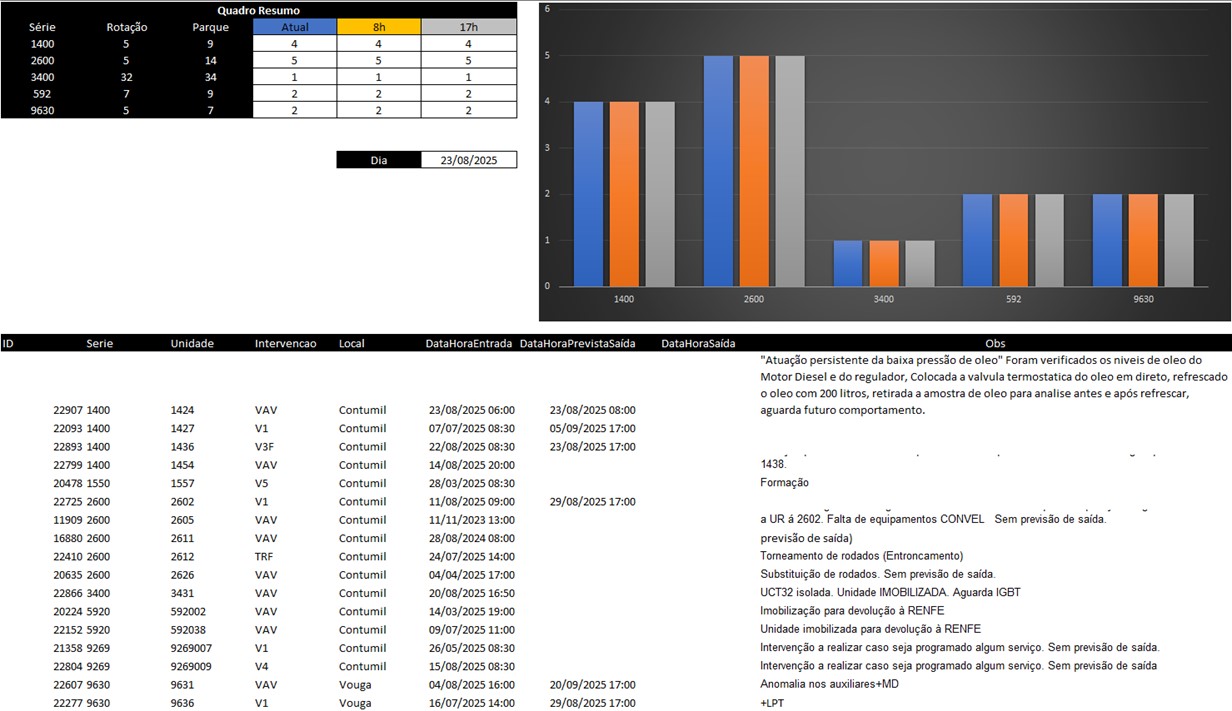 Quadro Resumo
Série Rotação Parque Atual 8h 17h
1400 5 9 4 4 4
2600 5 14 5 5 5
3400 32 34 1 1 1
592 7 9 2 2 2
9630 5 7 2 2 2
Dia 23/08/2025
6
5
4
3
2
1
0
1400 2600 3400 592 9630
ID Serie Unidade Intervencao Local DataHoraEntrada DataHoraPrevistaSaída DataHoraSaída Obs
"Atuação persistente da baixa pressão de oleo" Foram verificados os niveis de oleo do
Motor Diesel e do regulador, Colocada a valvula termostatica do oleo em direto, refrescado
o oleo com 200 litros, retirada a amostra de oleo para analise antes e após refrescar,
22907 1400 1424 VAV Contumil 23/08/2025 06:00 23/08/2025 08:00 aguarda futuro comportamento.
22093 1400 1427 V1 Contumil 07/07/2025 08:30 05/09/2025 17:00
22893 1400 1436 V3F Contumil 22/08/2025 08:30 23/08/2025 17:00
22799 1400 1454 VAV Contumil 14/08/2025 20:00 1438.
20478 1550 1557 V5 Contumil 28/03/2025 08:30 Formação
22725 2600 2602 V1 Contumil 11/08/2025 09:00 29/08/2025 17:00
11909 2600 2605 VAV Contumil 11/11/2023 13:00 a UR á 2602. Falta de equipamentos CONVEL Sem previsão de saída.
16880 2600 2611 VAV Contumil 28/08/2024 08:00 previsão de saída)
22410 2600 2612 TRF Contumil 24/07/2025 14:00 Torneamento de rodados (Entroncamento)
20635 2600 2626 VAV Contumil 04/04/2025 17:00 Substituição de rodados. Sem previsão de saída.
22866 3400 3431 VAV Contumil 20/08/2025 16:50 UCT32 isolada. Unidade IMOBILIZADA. Aguarda IGBT
20224 5920 592002 VAV Contumil 14/03/2025 19:00 Imobilização para devolução à RENFE
22152 5920 592038 VAV Contumil 09/07/2025 11:00 Unidade imobilizada para devolução à RENFE
21358 9269 9269007 V1 Contumil 26/05/2025 08:30 Intervenção a realizar caso seja programado algum serviço. Sem previsão de saída.
22804 9269 9269009 V4 Contumil 15/08/2025 08:30 Intervenção a realizar caso seja programado algum serviço. Sem previsão de saída
22607 9630 9631 VAV Vouga 04/08/2025 16:00 20/09/2025 17:00 Anomalia nos auxiliares+MD
22277 9630 9636 V1 Vouga 16/07/2025 14:00 29/08/2025 17:00 +LPT